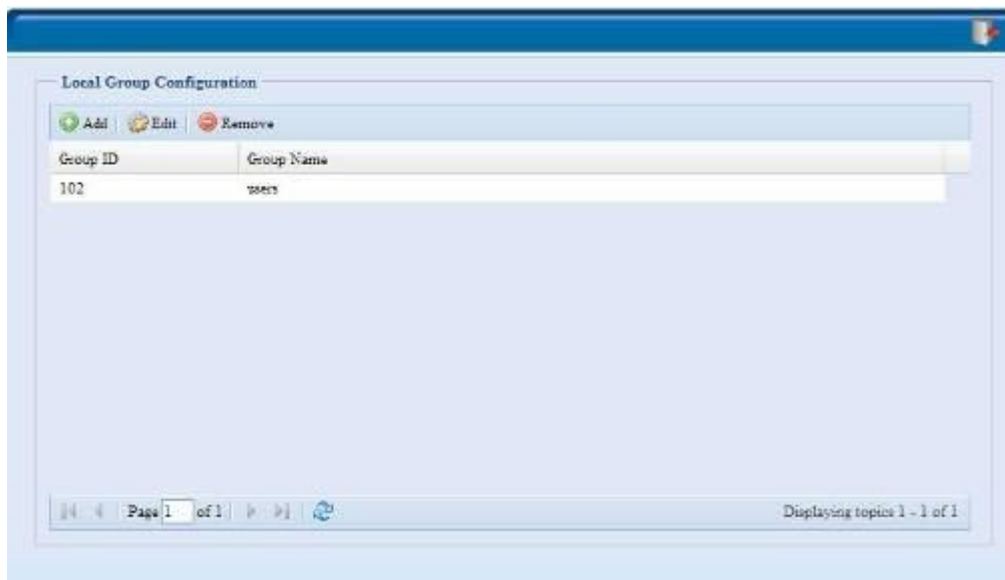 Local Group Configuration
Add Edit Remove
Group ID Group Name
102 users
Page 1 of 1 Displaying topics 1 - 1 of 1